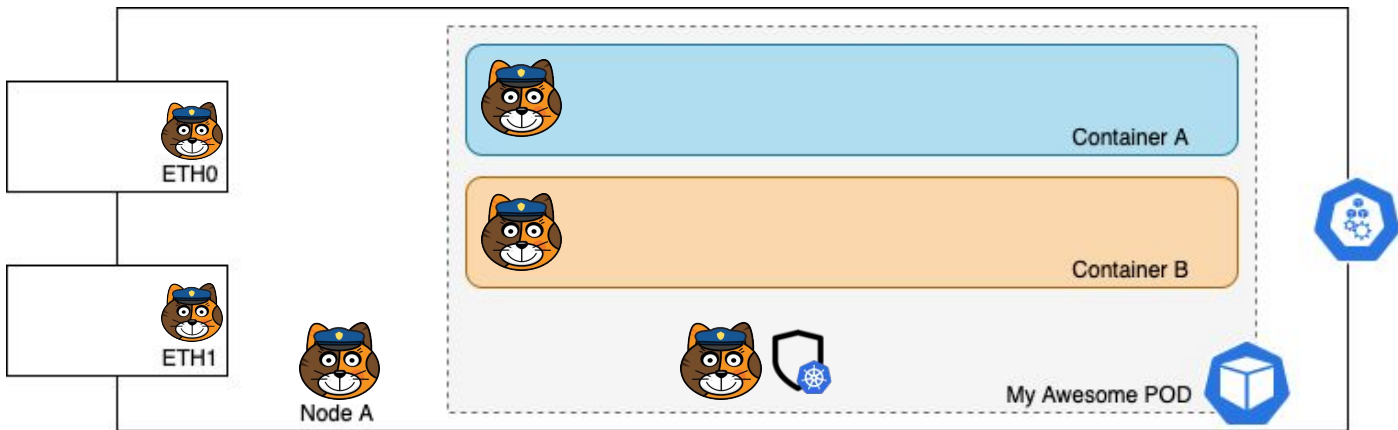 Container A
ETH0
Container B
ETH1
My Awesome POD
Node A